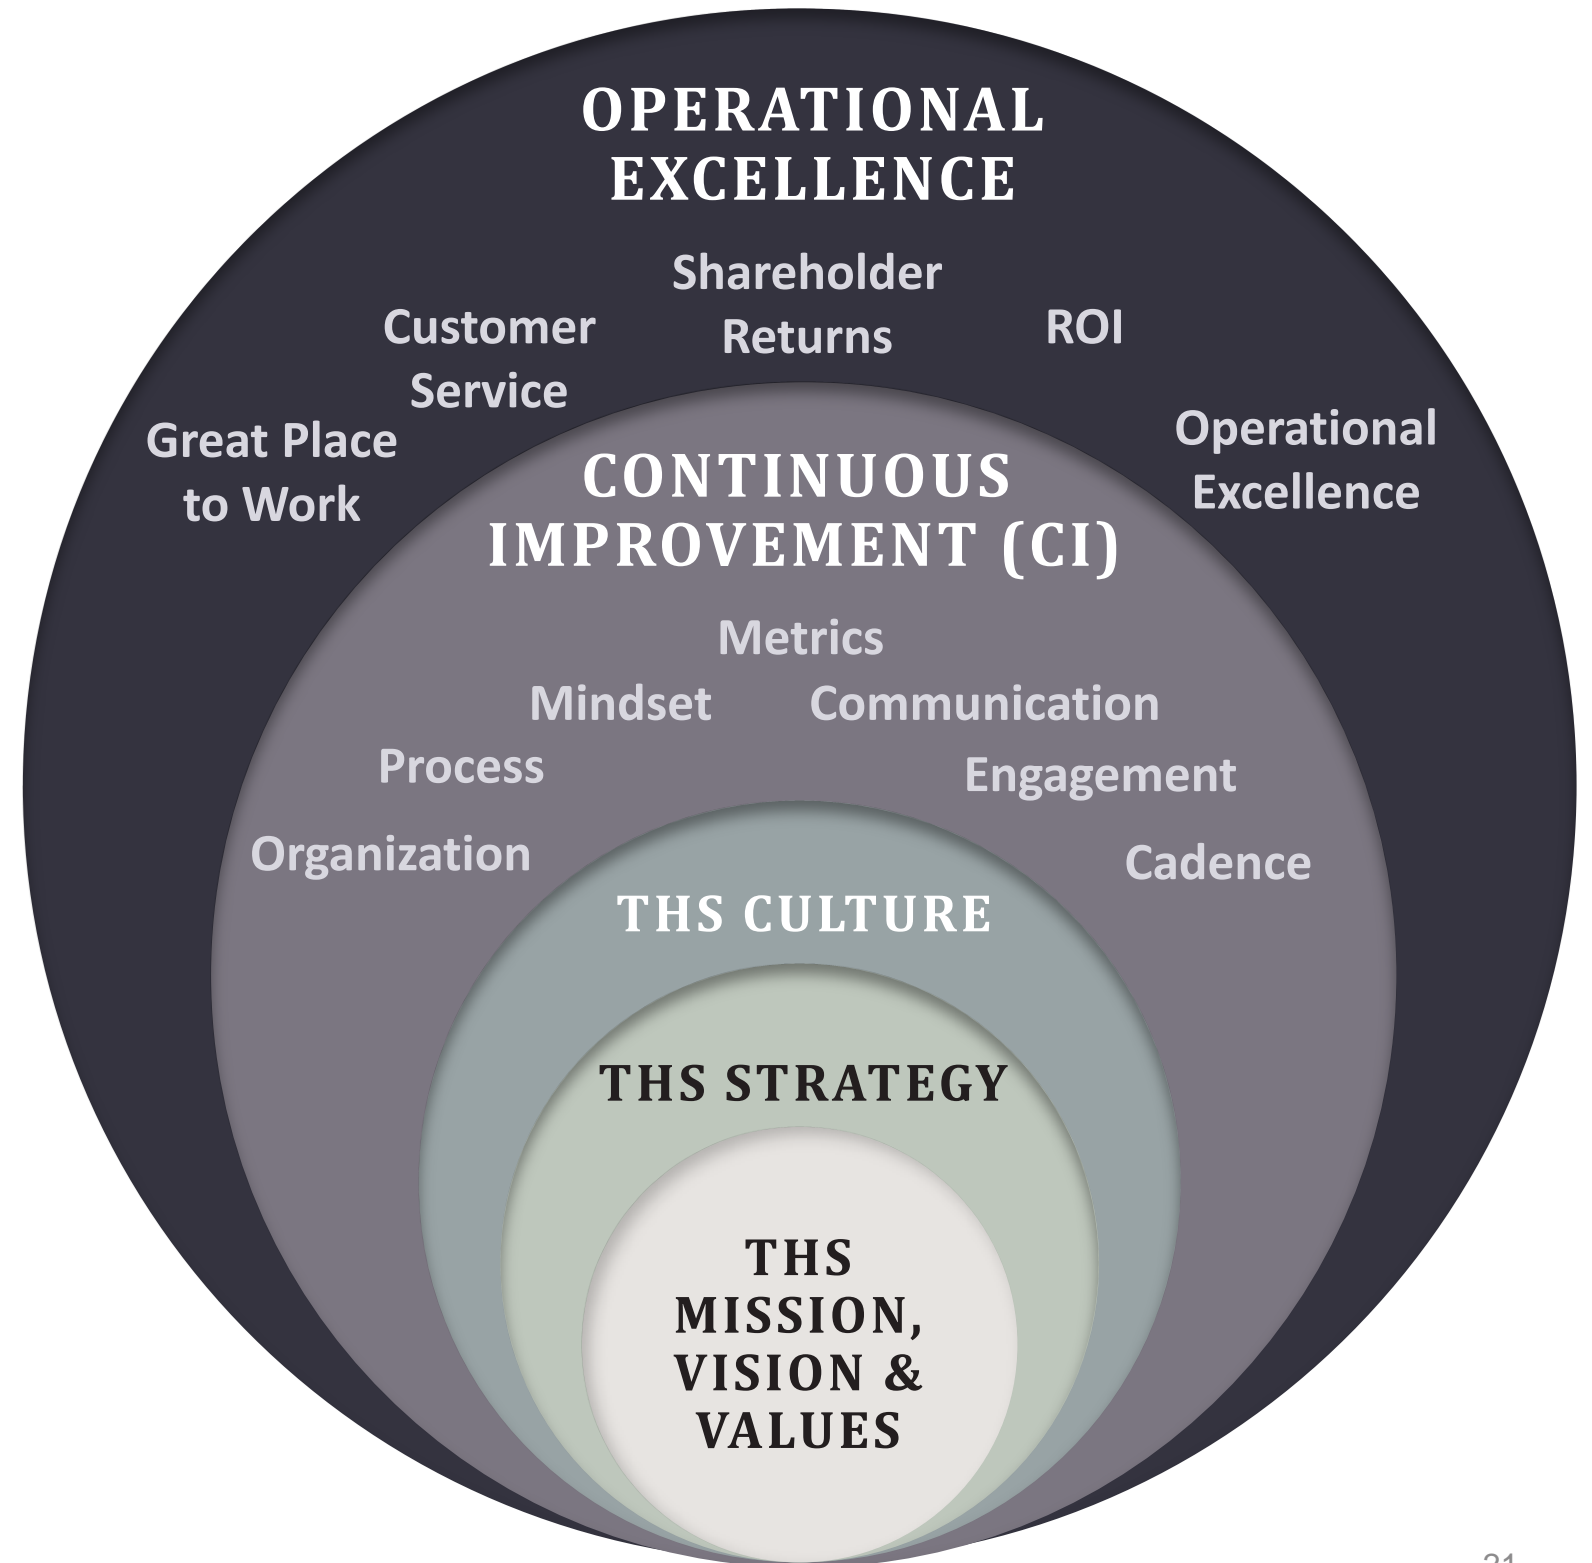 OPERATIONAL
EXCELLENCE
Shareholder
Returns
Customer
Service
ROI
Great Place
to Work
Operational
Excellence
CONTINUOUS
IMPROVEMENT (CI)
Metrics
Mindset
Communication
Process
Engagement
Organization
Cadence
THS CULTURE
THS STRATEGY
THS
MISSION,
VISION &
VALUES